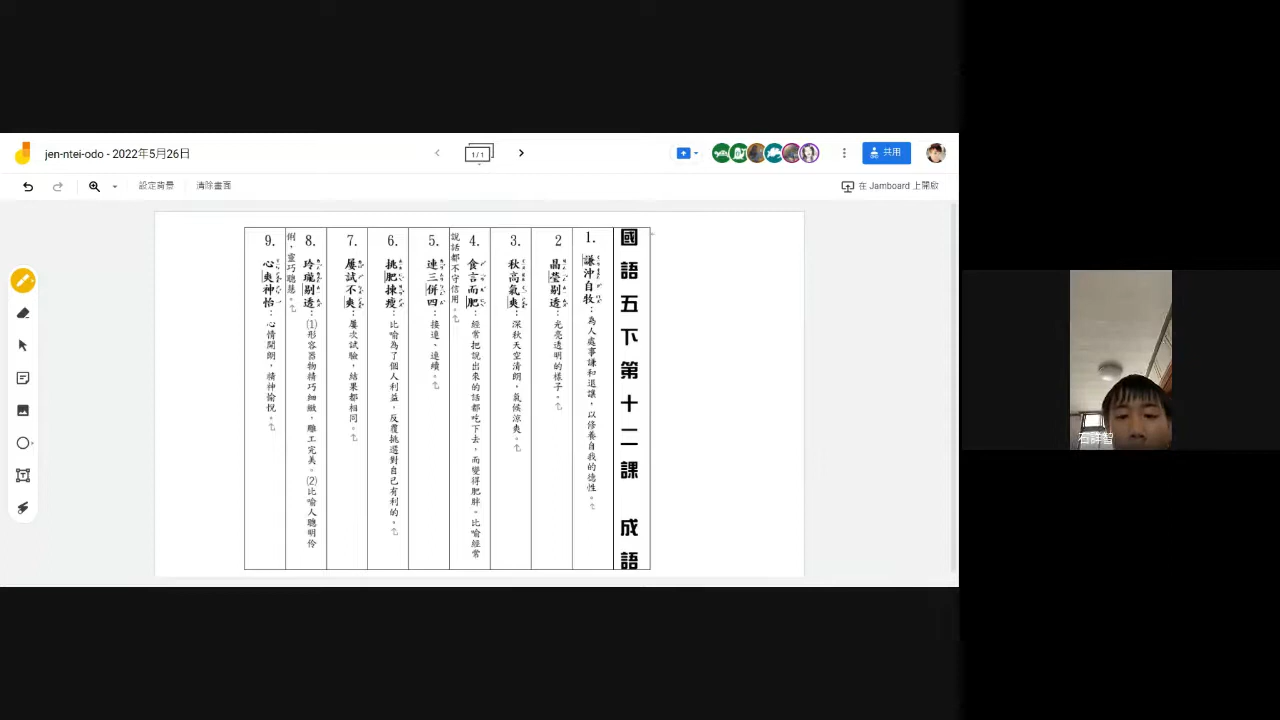 jen-ntei-odo - 2022年5月26日
1/1
共用
設定背景
清除畫面
在 Jamboard 上開啟
國語五下第十二課 成語
1. 謙沖自牧：為人處事謙和退讓，以修養自我的德性。
2 晶瑩剔透：光亮透明的樣子。
3. 秋高氣爽：深秋天空清朗，氣候涼爽。
4. 食言而肥：經常把說出來的話都吃下去，而變得肥胖。比喻經常
說話都不守信用。
5. 連三併四：接連、連續。
6. 挑肥揀瘦：比喻為了個人利益，反覆挑選對自己有利的。
7. 屢試不爽：屢次試驗，結果都相同。
8. 玲瓏剔透：⑴形容器物精巧細緻，雕工完美。⑵比喻人聰明伶
俐，靈巧聰慧。
9. 心爽神怡：心情開朗，精神愉悅。
石詳智